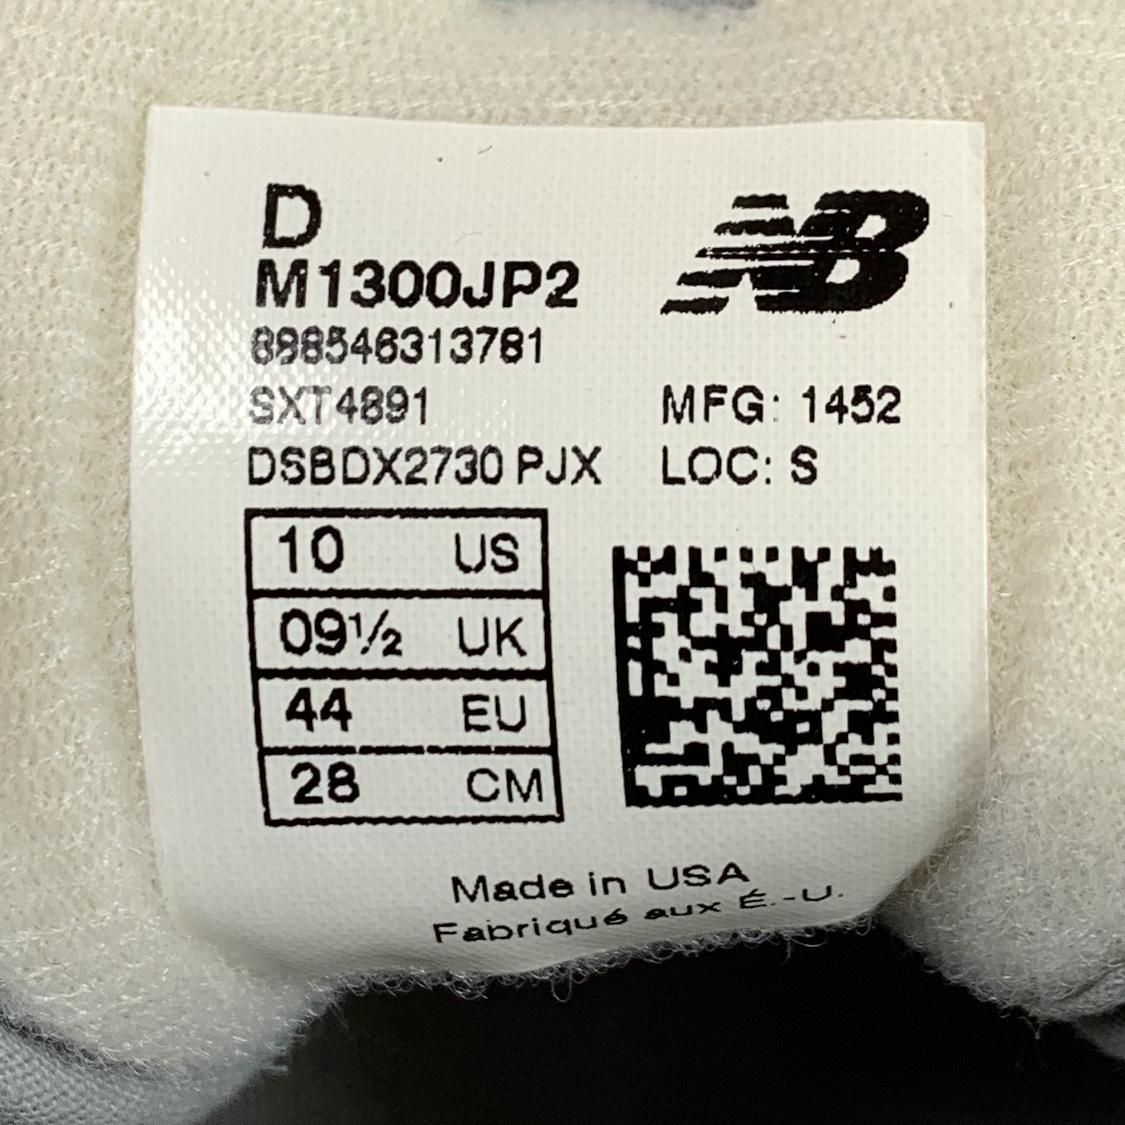 D
NB
M1300JP2
888546313781
SXT4891 MFG: 1452
DSBDX2730 PJX LOC: S
10 US
09½ UK
44 EU
28 CM
Made in USA
Fabriqué aux É.-U.